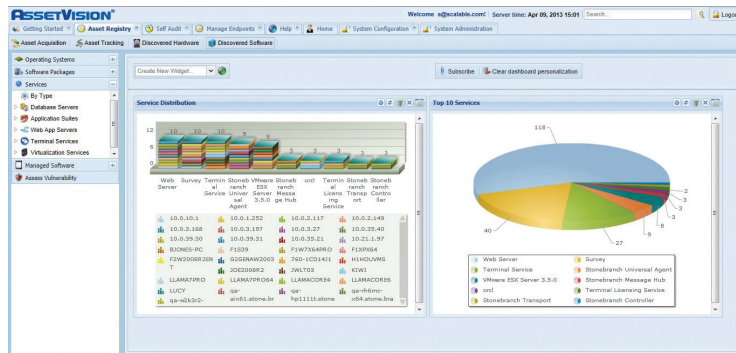 ASSETVISION®
Welcome s@scalable.com! Server time: Apr 09, 2013 15:01 Search...
Logou
Getting Started Asset Registry Self Audit Manage Endpoints Help Home System Configuration System Administration
Asset Acquisition Asset Tracking Discovered Hardware Discovered Software
Operating Systems
Software Packages
Services
By Type
Database Servers
Application Suites
Web App Servers
Terminal Services
Virtualization Services
Managed Software
Assess Vulnerability
Create New Widget...
Subscribe Clear dashboard personalization
Service Distribution
12
6
0
10 10 10 9 8 3 3 3 2 2
Web Server
Survey
Terminal Service
Stonebranch Universal Agent
VMware ESX Server 3.5.0
Stonebranch Message Hub
orcl
Terminal Licensing Service
Stonebranch Transport
Stonebranch Controller
10.0.10.1 10.0.1.252 10.0.2.117 10.0.2.149
10.0.3.168 10.0.3.197 10.0.3.27 10.0.35.40
10.0.39.30 10.0.39.31 10.0.35.21 10.21.1.97
BJONES-PC F1S39 F1W7X64PRO F1XPX64
F2W2008R2ENT G2GENAW2003 760-1CD14J1 H1HOUVMS
JOE2008R2 JWLT03 KIWI
LLAMA7PRO LLAMA7PRO64 LLAMACORE4 LLAMACORE6
LUCY qa-aix61.stone.br qa-hp1111t.stone qa-rh6mc-x64.stone.bra
qa-w2k3r2-
Top 10 Services
118
40
27
9
8
3
3
3
2
2
Web Server Survey
Terminal Service Stonebranch Universal Agent
VMware ESX Server 3.5.0 Stonebranch Message Hub
orcl Terminal Licensing Service
Stonebranch Transport Stonebranch Controller